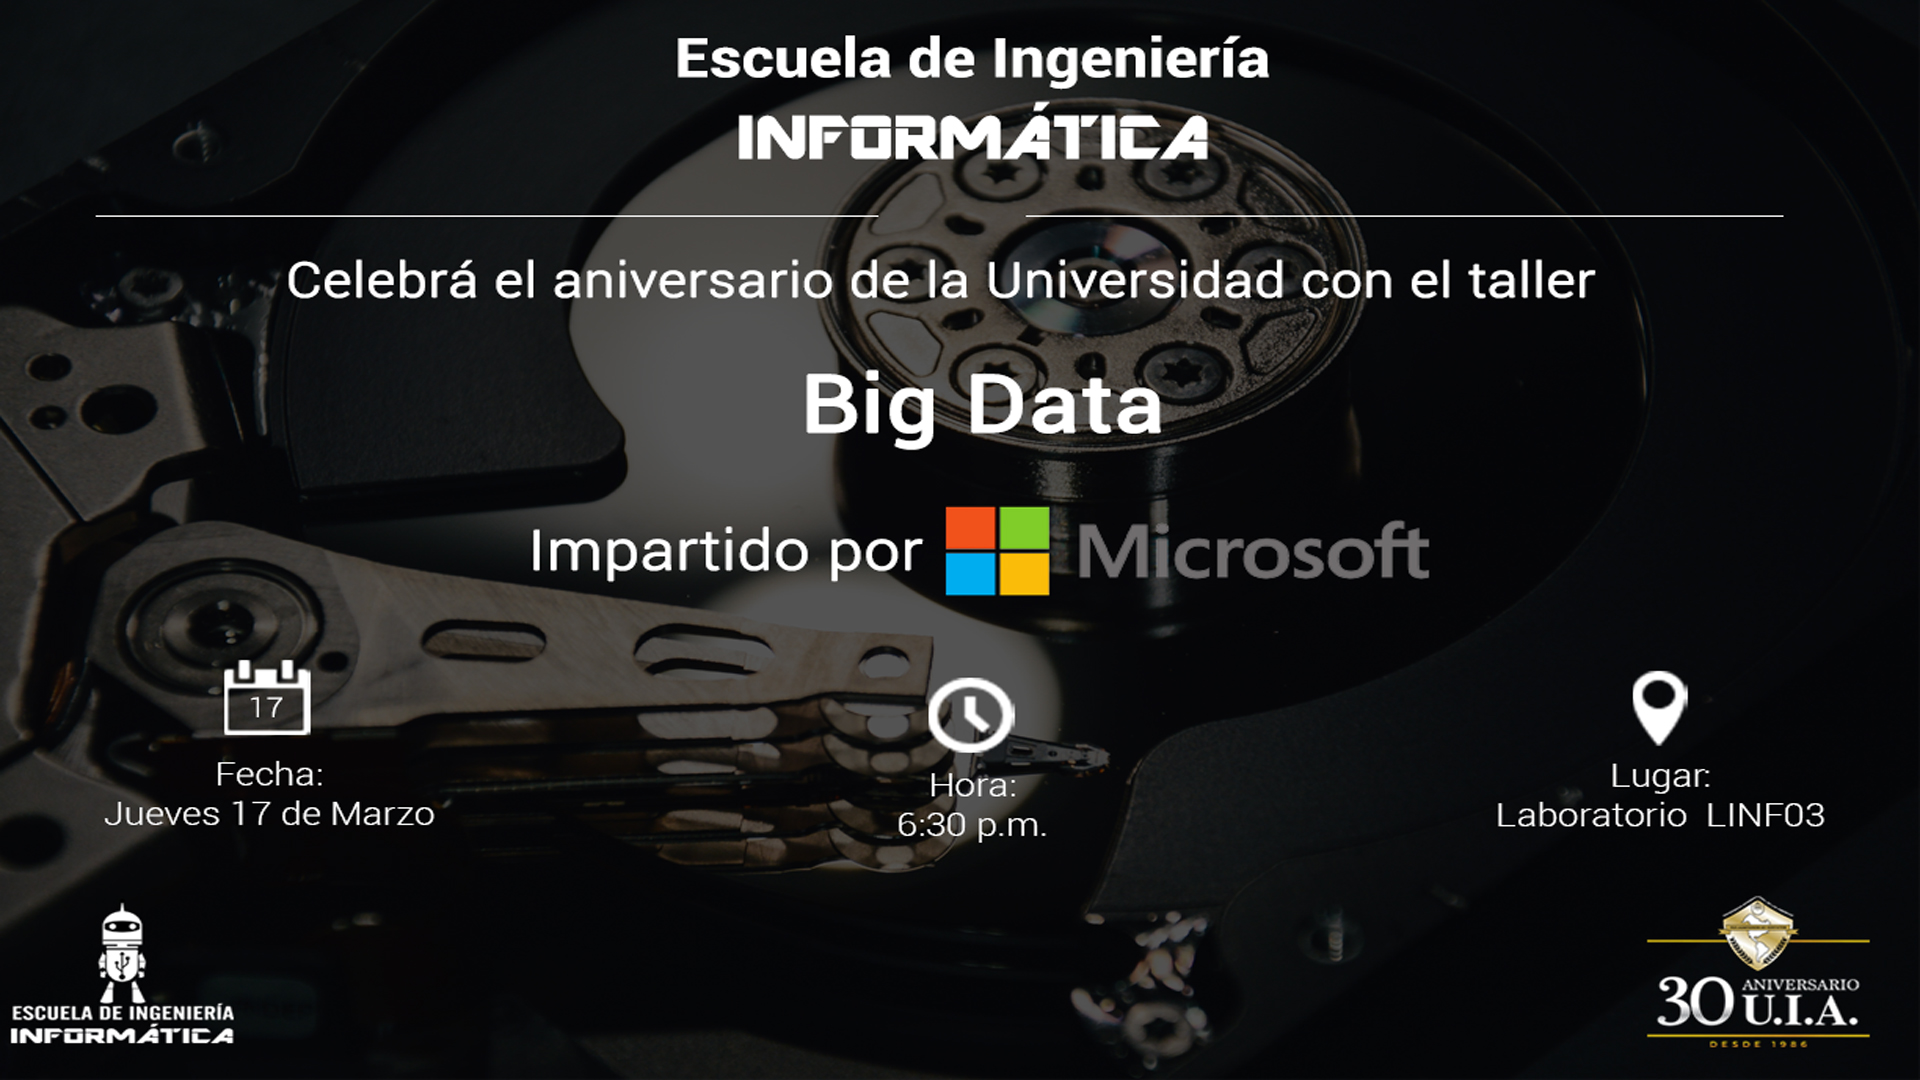 Escuela de Ingeniería
INFORMÁTICA
Celebrá el aniversario de la Universidad con el taller
Big Data
Impartido por Microsoft
17
Fecha:
Jueves 17 de Marzo
Hora:
6:30 p.m.
Lugar:
Laboratorio LINF03
ESCUELA DE INGENIERÍA
INFORMÁTICA
30 ANIVERSARIO
U.I.A.
DESDE 1986